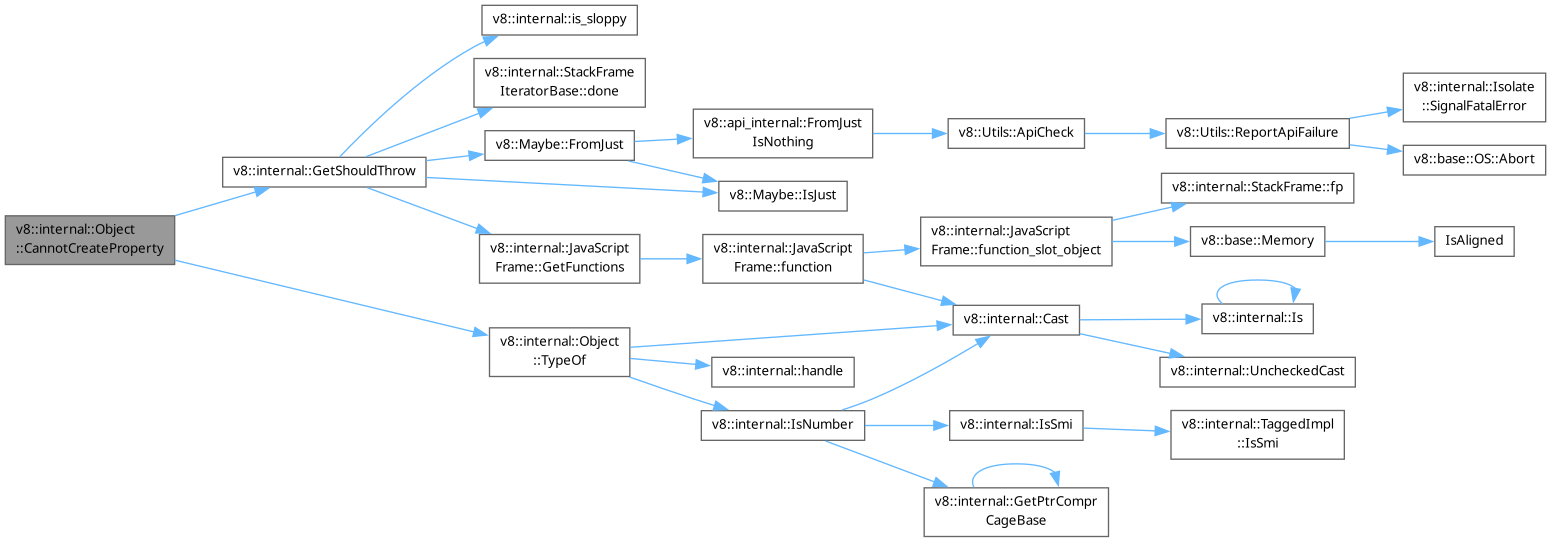 v8::internal::Object
::CannotCreateProperty
v8::internal::GetShouldThrow
v8::internal::is_sloppy
v8::internal::StackFrame
IteratorBase::done
v8::Maybe::FromJust
v8::api_internal::FromJust
IsNothing
v8::Utils::ApiCheck
v8::Utils::ReportApiFailure
v8::internal::Isolate
::SignalFatalError
v8::base::OS::Abort
v8::Maybe::IsJust
v8::internal::JavaScript
Frame::GetFunctions
v8::internal::JavaScript
Frame::function
v8::internal::JavaScript
Frame::function_slot_object
v8::internal::StackFrame::fp
v8::base::Memory
IsAligned
v8::internal::Cast
v8::internal::Is
v8::internal::UncheckedCast
v8::internal::Object
::TypeOf
v8::internal::handle
v8::internal::IsNumber
v8::internal::IsSmi
v8::internal::TaggedImpl
::IsSmi
v8::internal::GetPtrCompr
CageBase